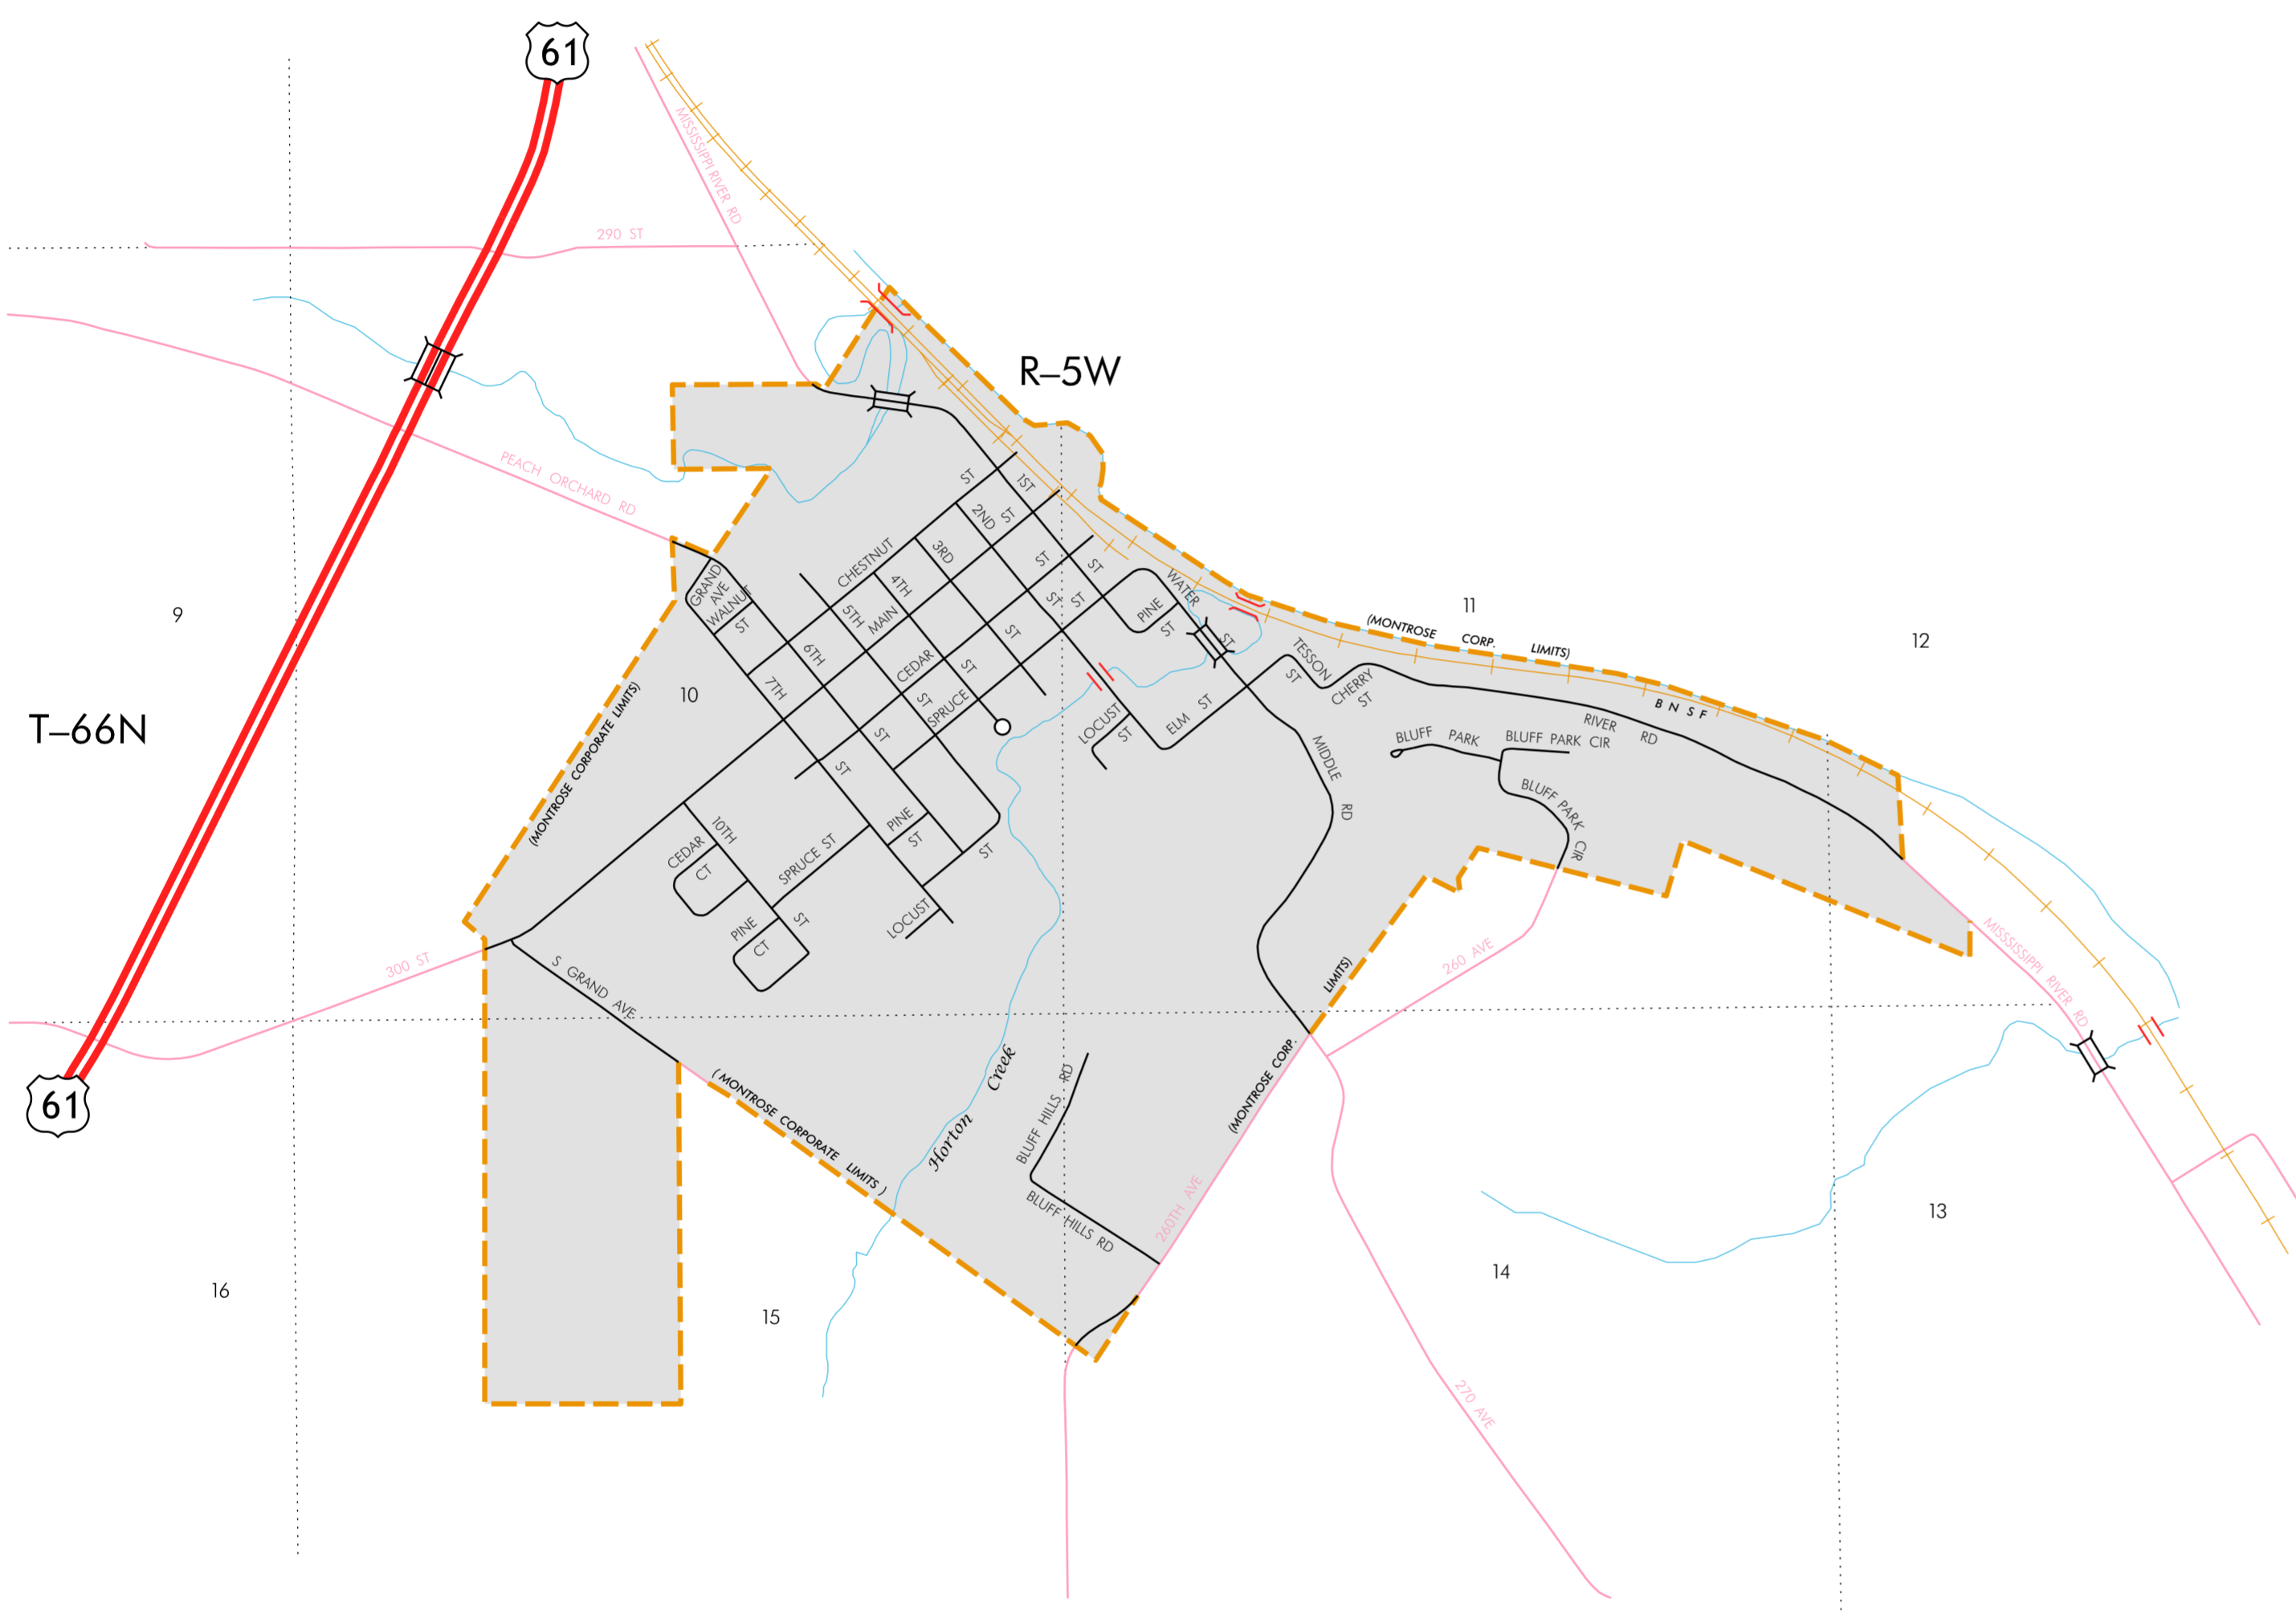 61
MISSISSIPPI RIVER RD
290 ST
R–5W
PEACH ORCHARD RD
ST
1ST
2ND ST
CHESTNUT
3RD
ST
ST
GRAND
AVE
WALNUT
ST
4TH
ST
ST
WATER
5TH
MAIN
PINE
ST
ST
9
11
(MONTROSE CORP. LIMITS)
12
6TH
ST
CEDAR
ST
TESSON
ST
CHERRY
ST
10
7TH
ST
SPRUCE
(MONTROSE CORPORATE LIMITS)
T–66N
ST
LOCUST
ST
ELM ST
B N S F
RIVER RD
BLUFF PARK
BLUFF PARK CIR
MIDDLE RD
ST
BLUFF PARK CIR
10TH
PINE
ST
CEDAR
CT
SPRUCE ST
ST
ST
LOCUST
PINE
CT
300 ST
S GRAND AVE
LIMITS)
260 AVE
MISSSISSIPPI RIVER RD
61
(MONTROSE CORP.
( MONTROSE CORPORATE LIMITS )
Horton Creek
BLUFF HILLS RD
BLUFF HILLS RD
260TH AVE
13
14
16
15
270 AVE